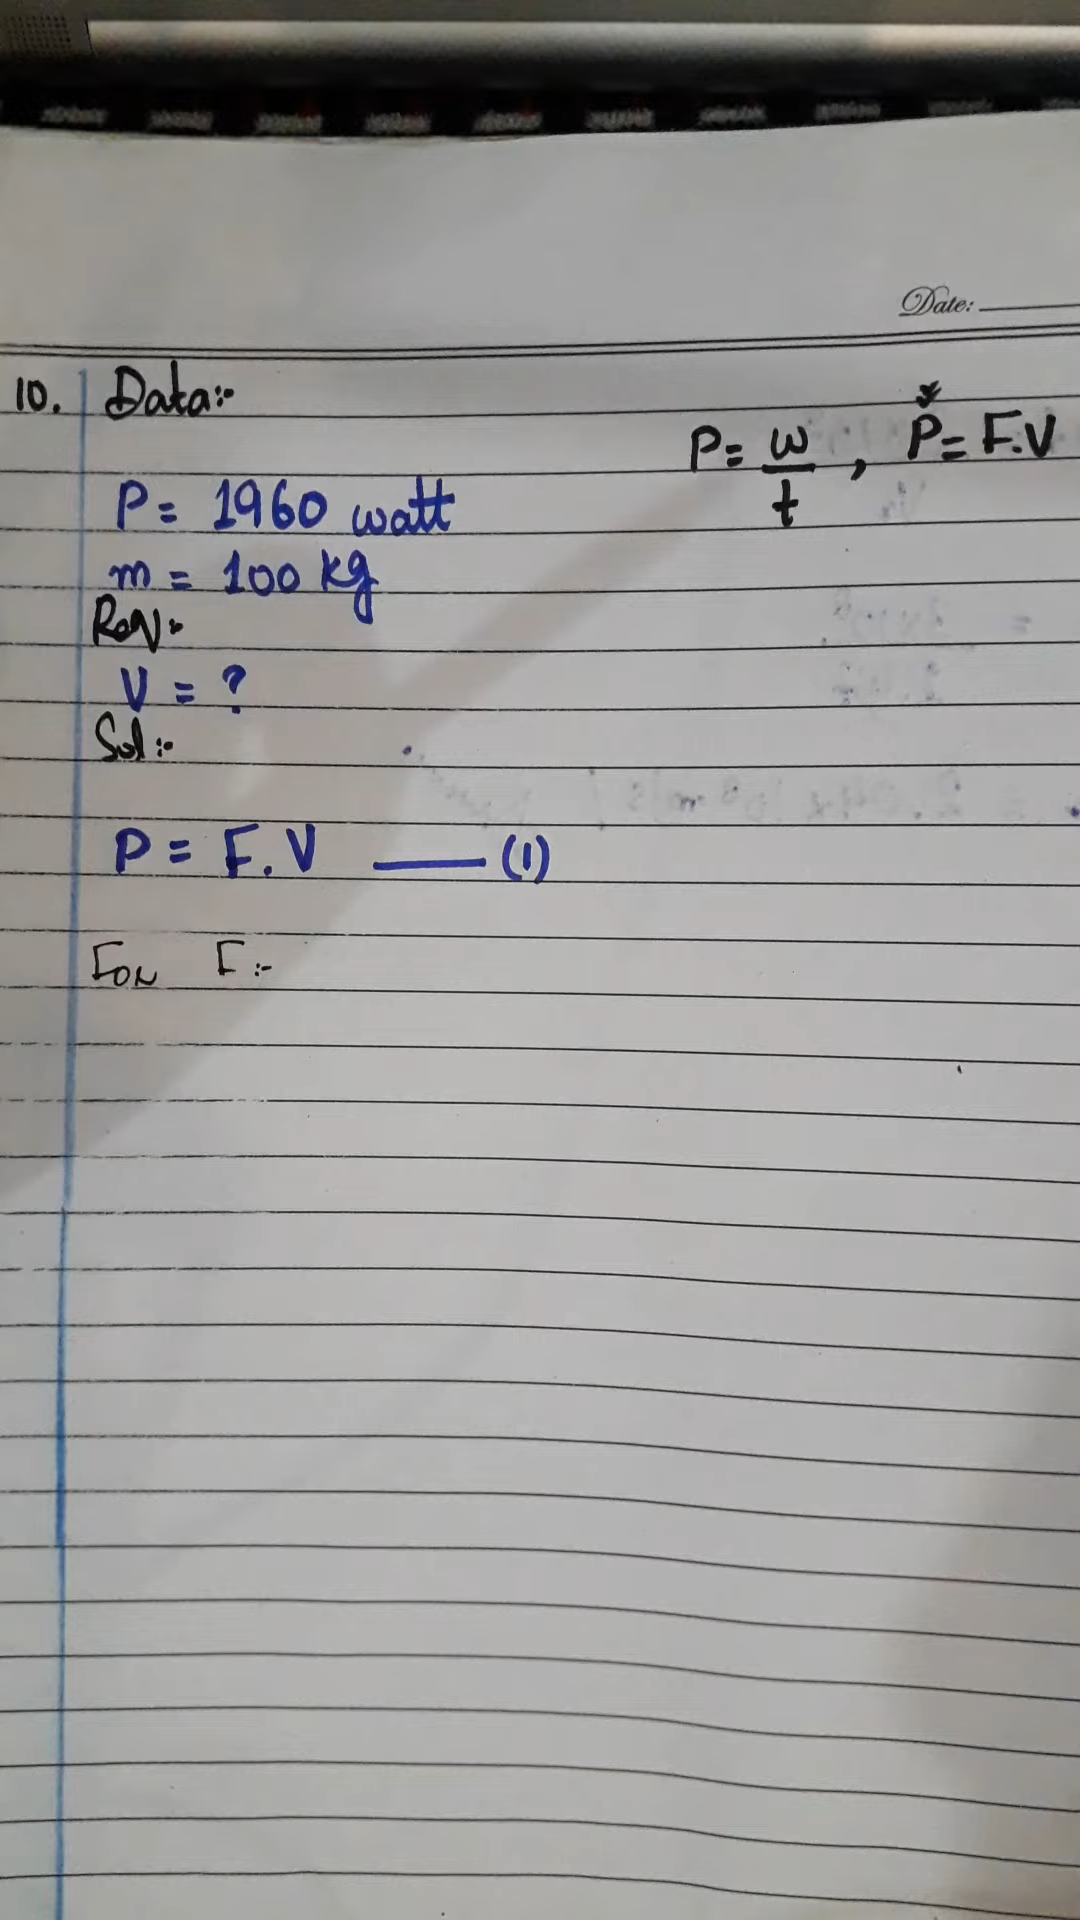 Date:
10. Data:-
P = W/t , P = F.V
P = 1960 watt
m = 100 kg
Req:-
V = ?
Sol:-
P = F.V —— (1)
For F:-